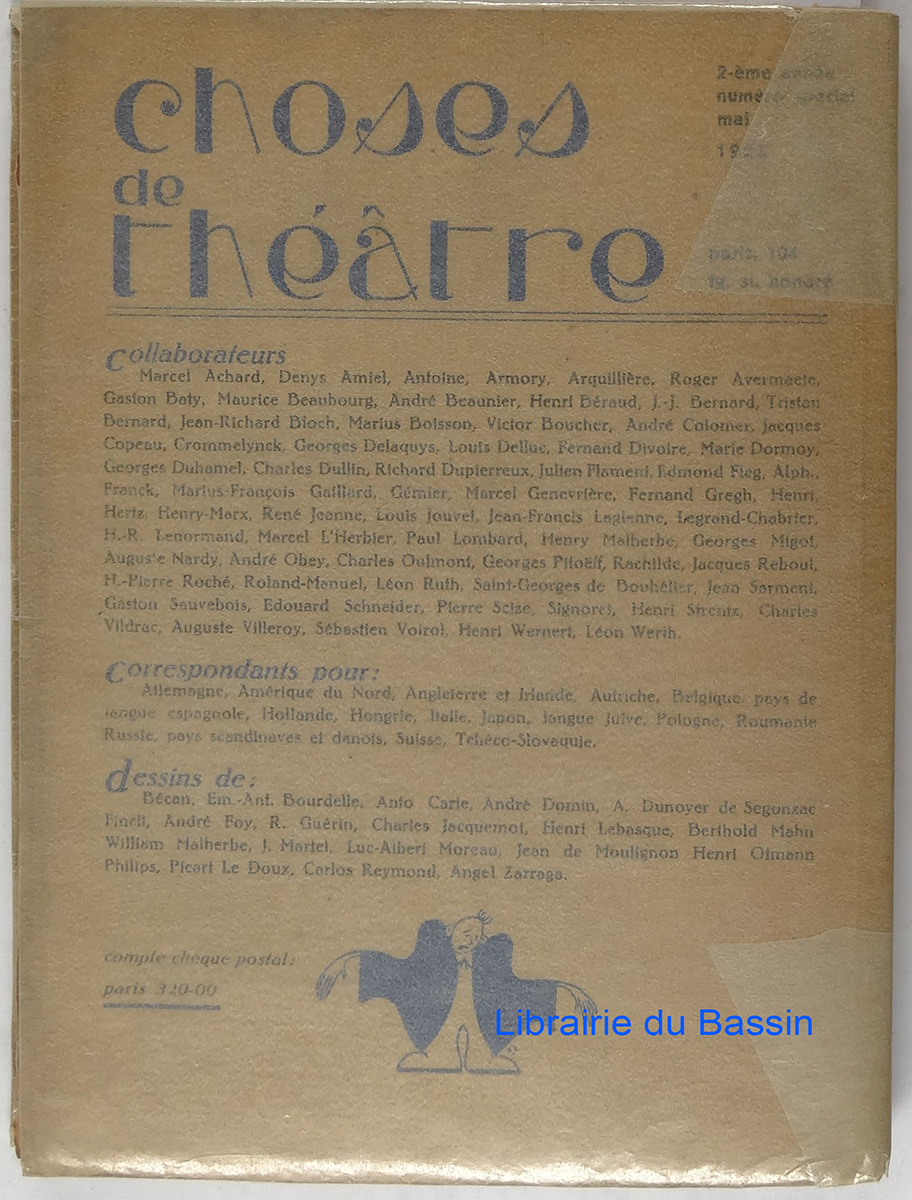 choses
de
théâtre
2-ème année
numéro spécial
mai
paris, 104
fg. st. honoré
collaborateurs
Marcel Achard, Denys Amiel, Antoine, Armory, Arquillière, Roger Avermaete,
Gaston Baty, Maurice Beaubourg, André Beaunier, Henri Béraud, J.-J. Bernard, Tristan
Bernard, Jean-Richard Bloch, Marius Boisson, Victor Boucher, André Colomer, Jacques
Copeau, Crommelynck, Georges Delaquys, Louis Delluc, Fernand Divoire, Marie Dormoy,
Georges Duhamel, Charles Dullin, Richard Dupierreux, Julien Flament, Edmond Fleg, Alph.
Franck, Marius-François Gaillard, Gémier, Marcel Genevrière, Fernand Gregh, Henri
Hertz, Henry-Marx, René Jeanne, Louis Jouvet, Jean-Francis Laglenne, Legrand-Chabrier,
H.-R. Lenormand, Marcel L'Herbier, Paul Lombard, Henry Malherbe, Georges Migot,
Auguste Nardy, André Obey, Charles Oulmont, Georges Pitoëff, Rachilde, Jacques Reboul,
H.-Pierre Roché, Roland-Manuel, Léon Ruth, Saint-Georges de Bouhélier, Jean Sarment,
Gaston Sauvebois, Edouard Schneider, Pierre Scize, Signoret, Henri Strentz, Charles
Vildrac, Auguste Villeroy, Sébastien Voirol, Henri Wernert, Léon Werth.
correspondants pour:
Allemagne, Amérique du Nord, Angleterre et Irlande, Autriche, Belgique, pays de
langue espagnole, Hollande, Hongrie, Italie, Japon, langue juive, Pologne, Roumanie
Russie, pays scandinaves et danois, Suisse, Tchéco-Slovaquie.
dessins de:
Bécan, Em.-Ant. Bourdelle, Anto Carte, André Domin, A. Dunoyer de Segonzac
André Foy, R. Guérin, Charles Jacquemot, Henri Lebasque, Berthold Mahn
William Malherbe, J. Martel, Luc-Albert Moreau, Jean de Moulignon Henri Ottmann
Philips, Picart Le Doux, Carlos Reymond, Angel Zarraga.
compte chèque postal:
paris 320-00
Librairie du Bassin